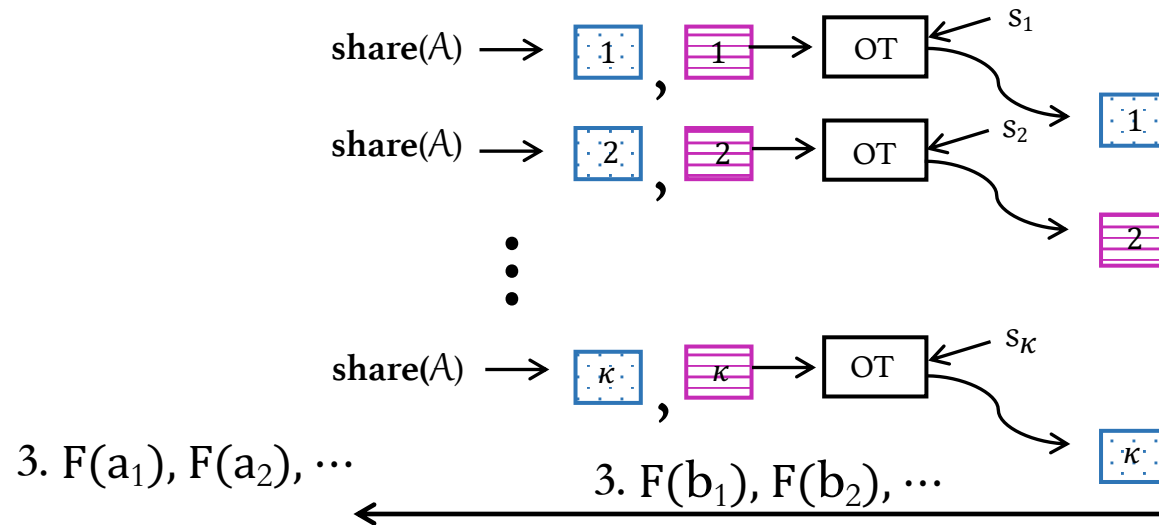 share(A) 1 , 1 OT s₁
1
share(A) 2 , 2 OT s₂
2
⋮
share(A) κ , κ OT sκ
κ
3. F(a₁), F(a₂), ⋯
3. F(b₁), F(b₂), ⋯